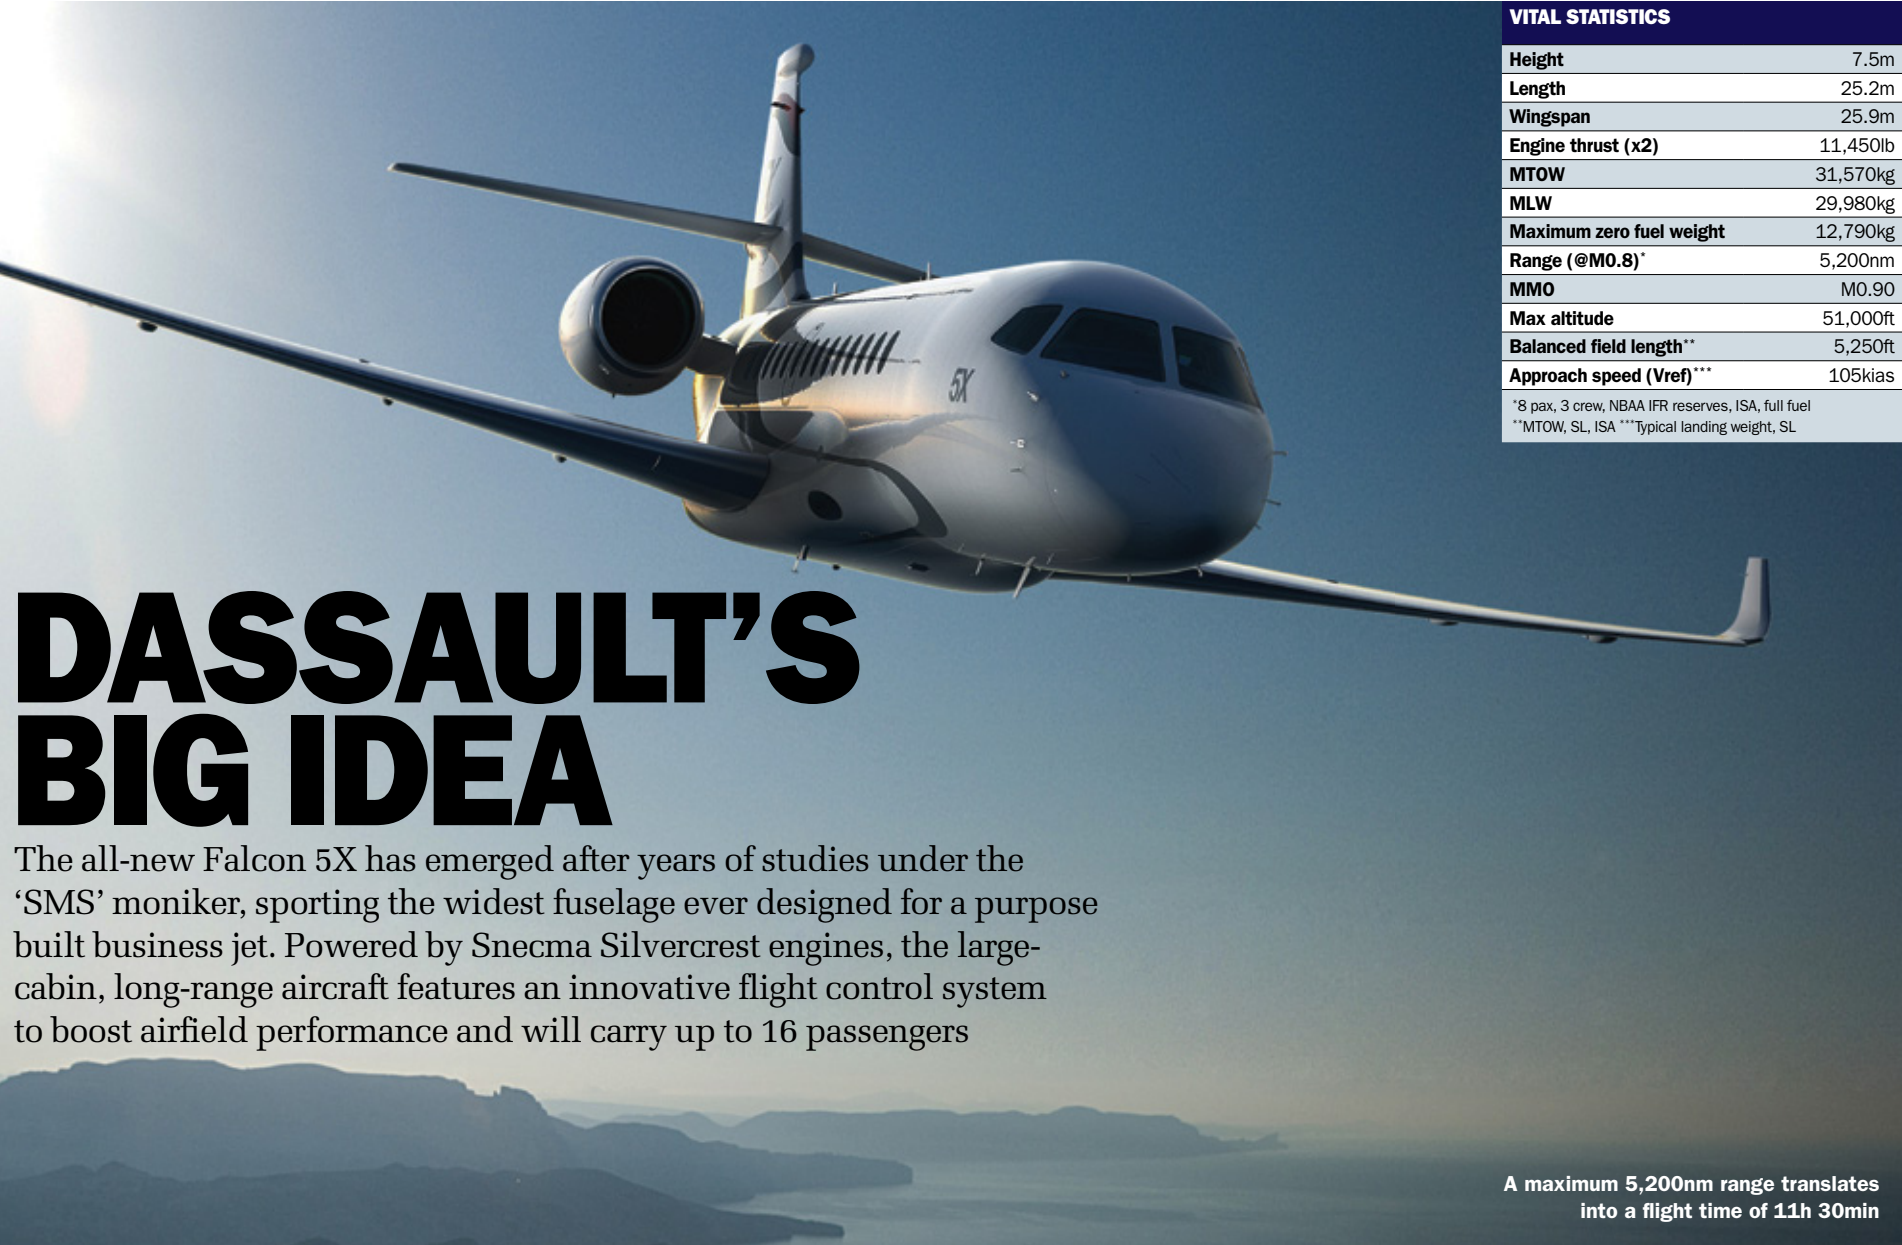 VITAL STATISTICS
Height 7.5m
Length 25.2m
Wingspan 25.9m
Engine thrust (x2) 11,450lb
MTOW 31,570kg
MLW 29,980kg
Maximum zero fuel weight 12,790kg
Range (@M0.8)* 5,200nm
MMO M0.90
Max altitude 51,000ft
Balanced field length** 5,250ft
Approach speed (Vref)*** 105kias
*8 pax, 3 crew, NBAA IFR reserves, ISA, full fuel
**MTOW, SL, ISA ***Typical landing weight, SL
5X
DASSAULT’S
BIG IDEA
The all-new Falcon 5X has emerged after years of studies under the
‘SMS’ moniker, sporting the widest fuselage ever designed for a purpose
built business jet. Powered by Snecma Silvercrest engines, the large-
cabin, long-range aircraft features an innovative flight control system
to boost airfield performance and will carry up to 16 passengers
A maximum 5,200nm range translates
into a flight time of 11h 30min